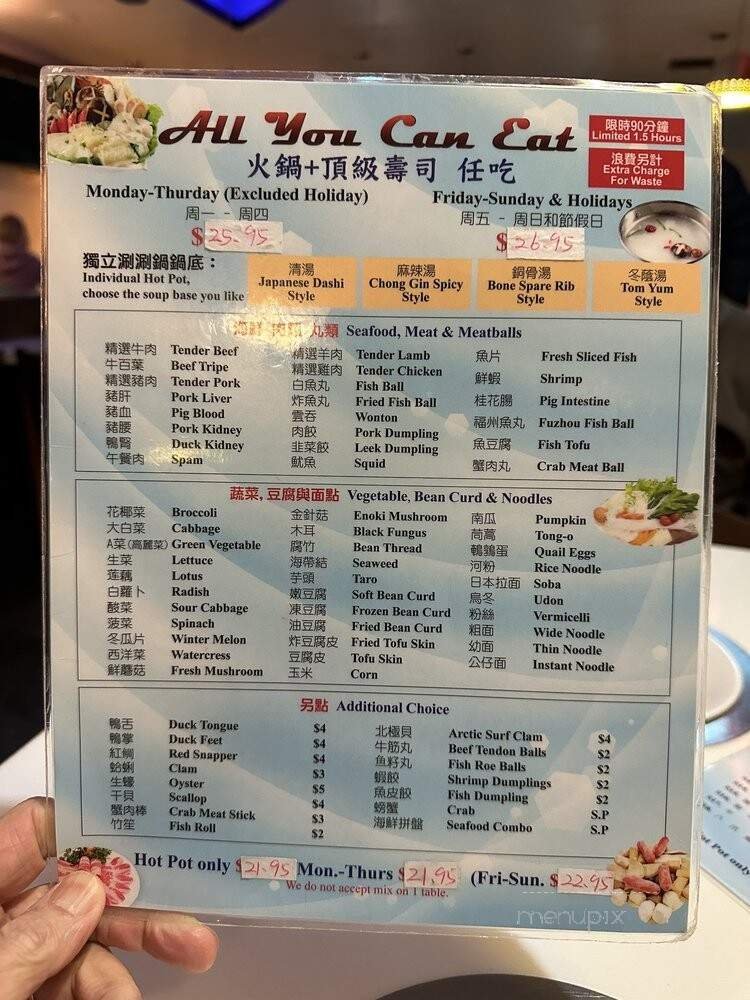 All You Can Eat
限時90分鐘
Limited 1.5 Hours
火鍋+頂級壽司 任吃
浪費另計
Extra Charge
For Waste
Monday-Thurday (Excluded Holiday)
周一 - 周四
$25.95
Friday-Sunday & Holidays
周五 - 周日和節假日
$26.95
獨立涮涮鍋鍋底：
Individual Hot Pot,
choose the soup base you like
清湯
Japanese Dashi
Style
麻辣湯
Chong Gin Spicy
Style
銅骨湯
Bone Spare Rib
Style
冬蔭湯
Tom Yum
Style
海鮮 肉類 丸類 Seafood, Meat & Meatballs
精選牛肉 Tender Beef
牛百葉 Beef Tripe
精選豬肉 Tender Pork
豬肝 Pork Liver
豬血 Pig Blood
豬腰 Pork Kidney
鴨腎 Duck Kidney
午餐肉 Spam
精選羊肉 Tender Lamb
精選雞肉 Tender Chicken
白魚丸 Fish Ball
炸魚丸 Fried Fish Ball
雲吞 Wonton
肉餃 Pork Dumpling
韭菜餃 Leek Dumpling
魷魚 Squid
魚片 Fresh Sliced Fish
鮮蝦 Shrimp
桂花腸 Pig Intestine
福州魚丸 Fuzhou Fish Ball
魚豆腐 Fish Tofu
蟹肉丸 Crab Meat Ball
蔬菜, 豆腐與面點 Vegetable, Bean Curd & Noodles
花椰菜 Broccoli
大白菜 Cabbage
A菜(高麗菜) Green Vegetable
生菜 Lettuce
莲藕 Lotus
白蘿卜 Radish
酸菜 Sour Cabbage
菠菜 Spinach
冬瓜片 Winter Melon
西洋菜 Watercress
鮮蘑菇 Fresh Mushroom
金針菇 Enoki Mushroom
木耳 Black Fungus
腐竹 Bean Thread
海帶結 Seaweed
芋頭 Taro
嫩豆腐 Soft Bean Curd
凍豆腐 Frozen Bean Curd
油豆腐 Fried Bean Curd
炸豆腐皮 Fried Tofu Skin
豆腐皮 Tofu Skin
玉米 Corn
南瓜 Pumpkin
茼蒿 Tong-o
鵪鶉蛋 Quail Eggs
河粉 Rice Noodle
日本拉面 Soba
烏冬 Udon
粉絲 Vermicelli
粗面 Wide Noodle
幼面 Thin Noodle
公仔面 Instant Noodle
另點 Additional Choice
鴨舌 Duck Tongue $4
鴨掌 Duck Feet $4
紅鯛 Red Snapper $4
蛤蜊 Clam $3
生蠔 Oyster $5
干貝 Scallop $4
蟹肉棒 Crab Meat Stick $3
竹笙 Fish Roll $2
北極貝 Arctic Surf Clam $4
牛筋丸 Beef Tendon Balls $2
魚籽丸 Fish Roe Balls $2
蝦餃 Shrimp Dumplings $2
魚皮餃 Fish Dumpling $2
螃蟹 Crab S.P
海鮮拼盤 Seafood Combo S.P
Hot Pot only $21.95 Mon.-Thurs $21.95 (Fri-Sun. $22.95
We do not accept mix on 1 table.
menupix